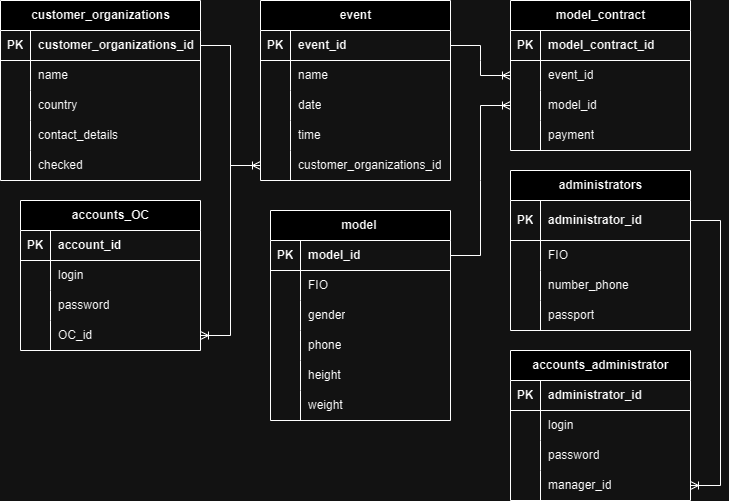 customer_organizations
PK customer_organizations_id
name
country
contact_details
checked
event
PK event_id
name
date
time
customer_organizations_id
model_contract
PK model_contract_id
event_id
model_id
payment
accounts_OC
PK account_id
login
password
OC_id
model
PK model_id
FIO
gender
phone
height
weight
administrators
PK administrator_id
FIO
number_phone
passport
accounts_administrator
PK administrator_id
login
password
manager_id